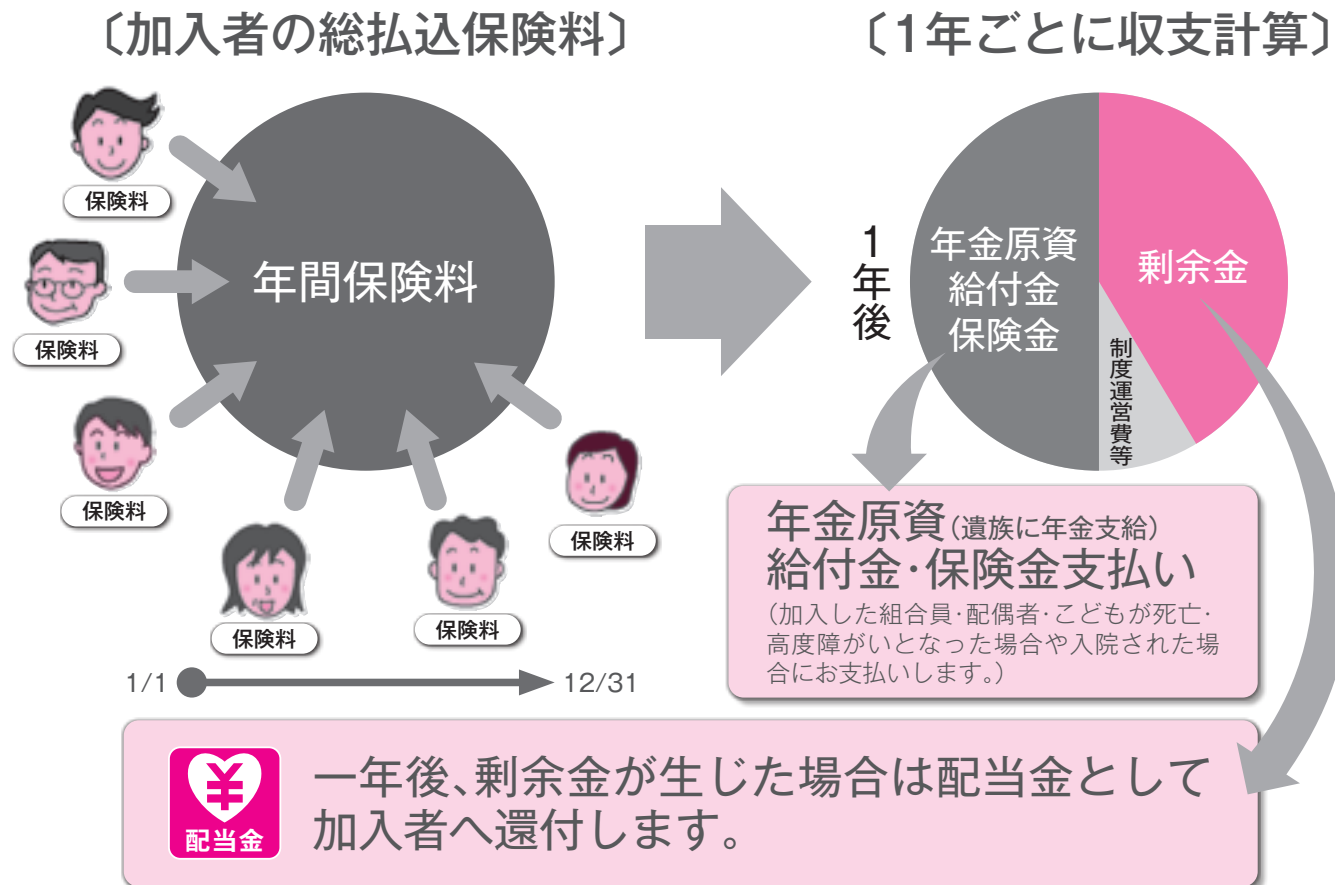 〔加入者の総払込保険料〕
〔1年ごとに収支計算〕
保険料
保険料
保険料
保険料
保険料
保険料
年間保険料
1/1
12/31
1年後
年金原資
給付金
保険金
剰余金
制度運営費等
年金原資(遺族に年金支給)
給付金・保険金支払い
(加入した組合員・配偶者・こどもが死亡・
高度障がいとなった場合や入院された場
合にお支払いします。)
¥
配当金
一年後、剰余金が生じた場合は配当金として
加入者へ還付します。